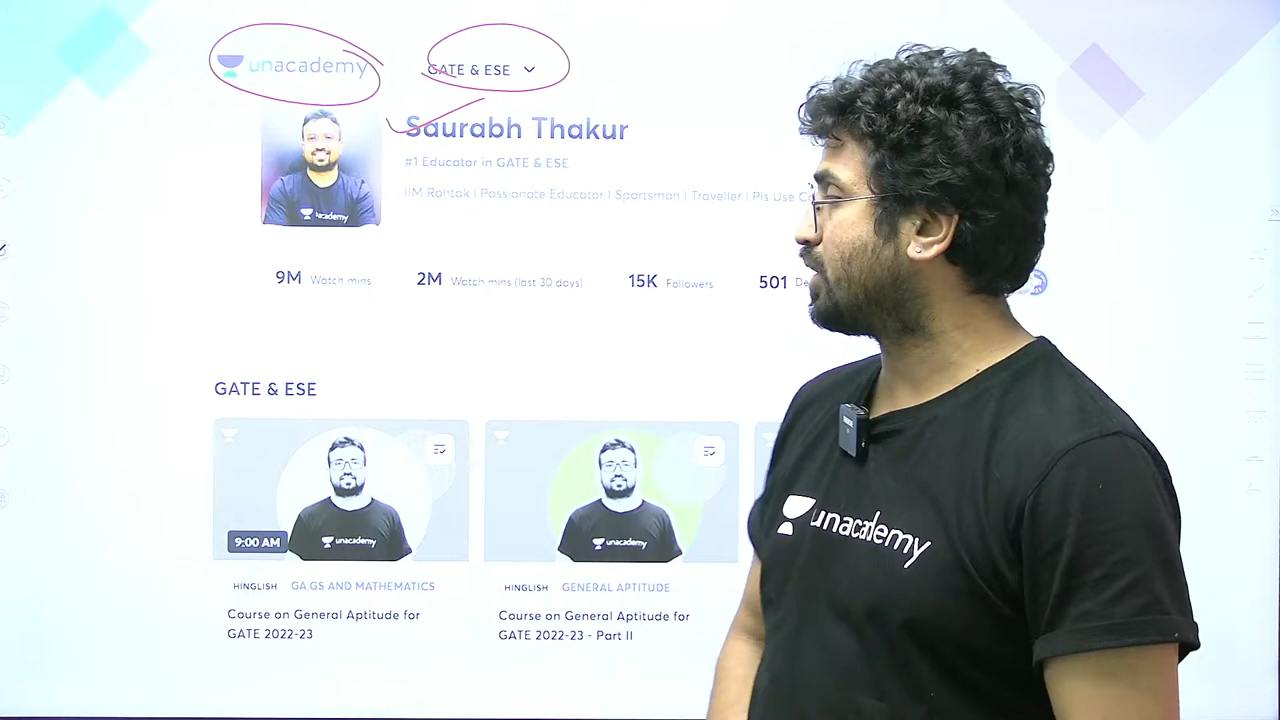 unacademy
GATE & ESE
Saurabh Thakur
#1 Educator in GATE & ESE
IIM Rohtak | Passionate Educator | Sportsman | Traveller | Pls Use
9M Watch mins
2M Watch mins (last 30 days)
15K Followers
501
GATE & ESE
unacademy
unacademy
unacademy
9:00 AM
HINGLISH GA,GS AND MATHEMATICS
Course on General Aptitude for
GATE 2022-23
HINGLISH GENERAL APTITUDE
Course on General Aptitude for
GATE 2022-23 - Part II
unacademy